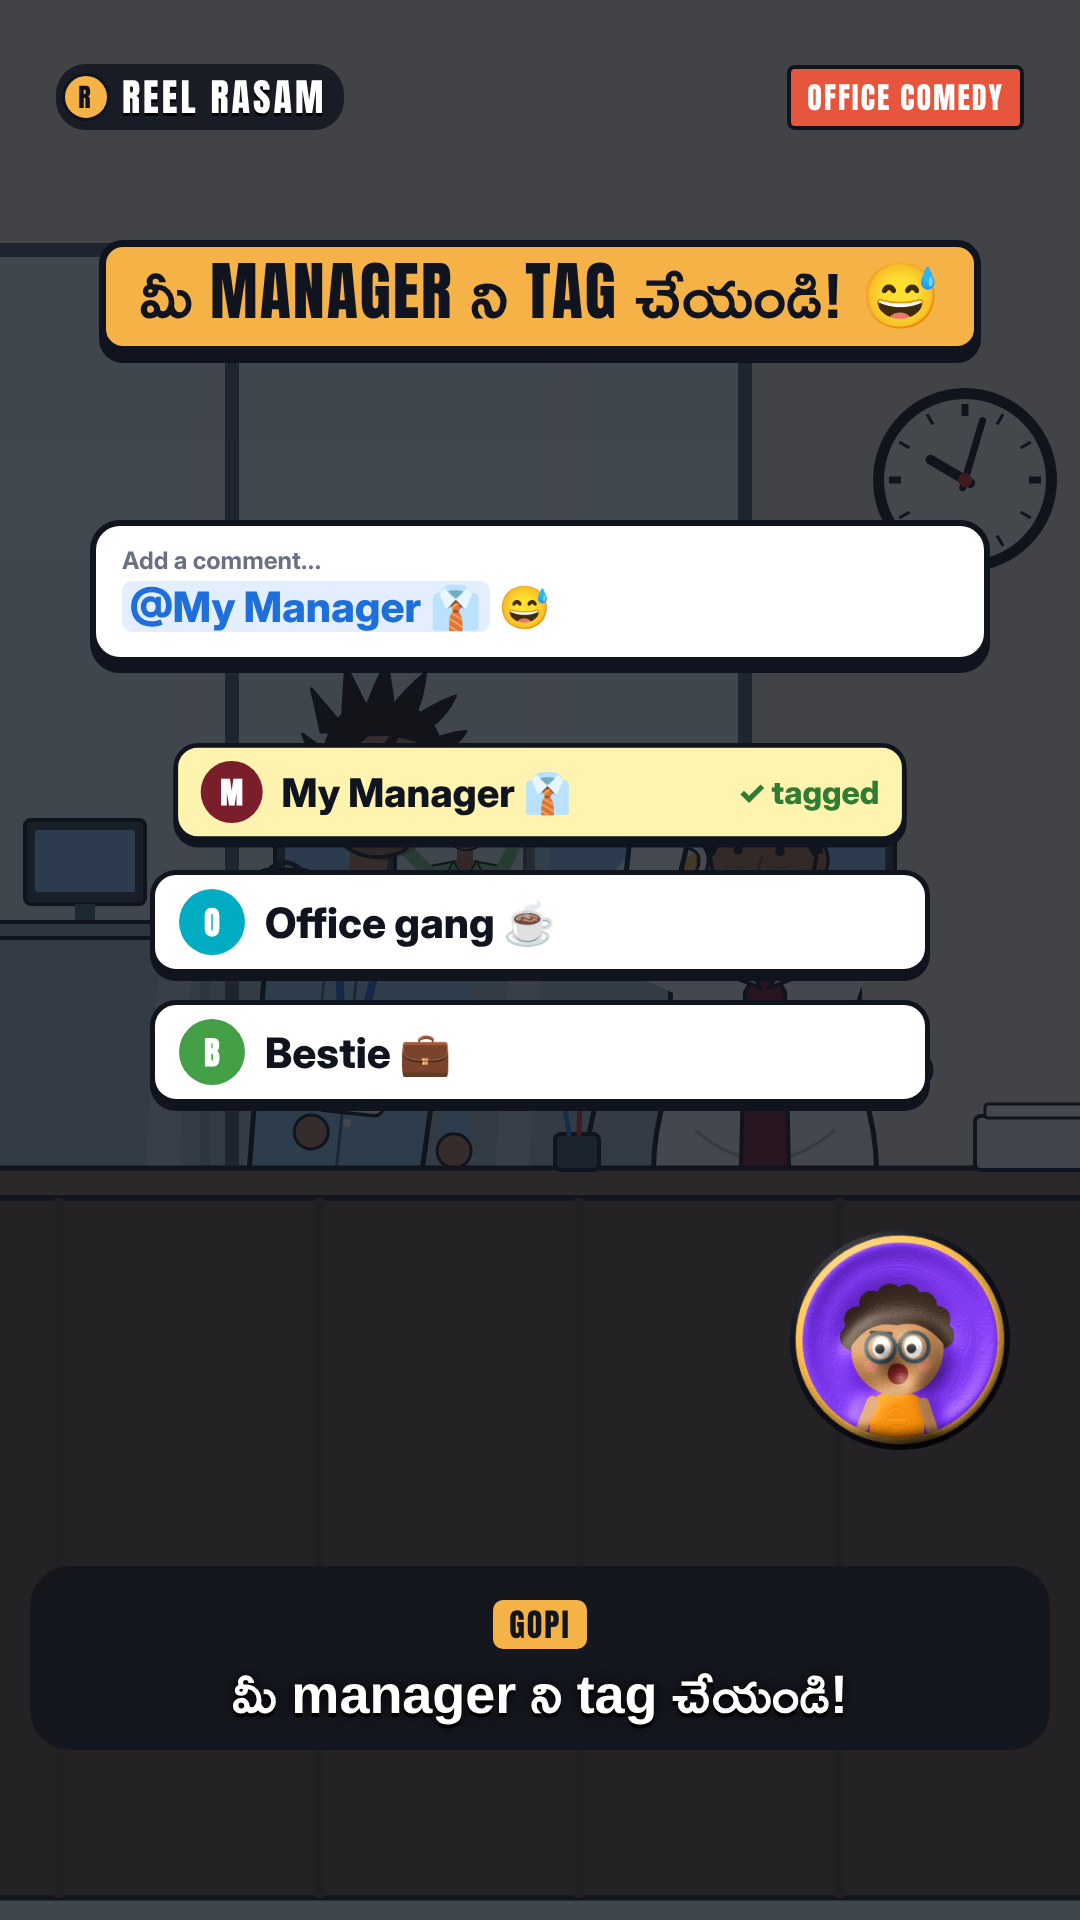 R REEL RASAM
OFFICE COMEDY
మీ MANAGER ని TAG చేయండి! 😅
Add a comment...
@My Manager 👔 😅
M My Manager 👔 ✓ tagged
O Office gang ☕
B Bestie 💼
GOPI
మీ manager ని tag చేయండి!